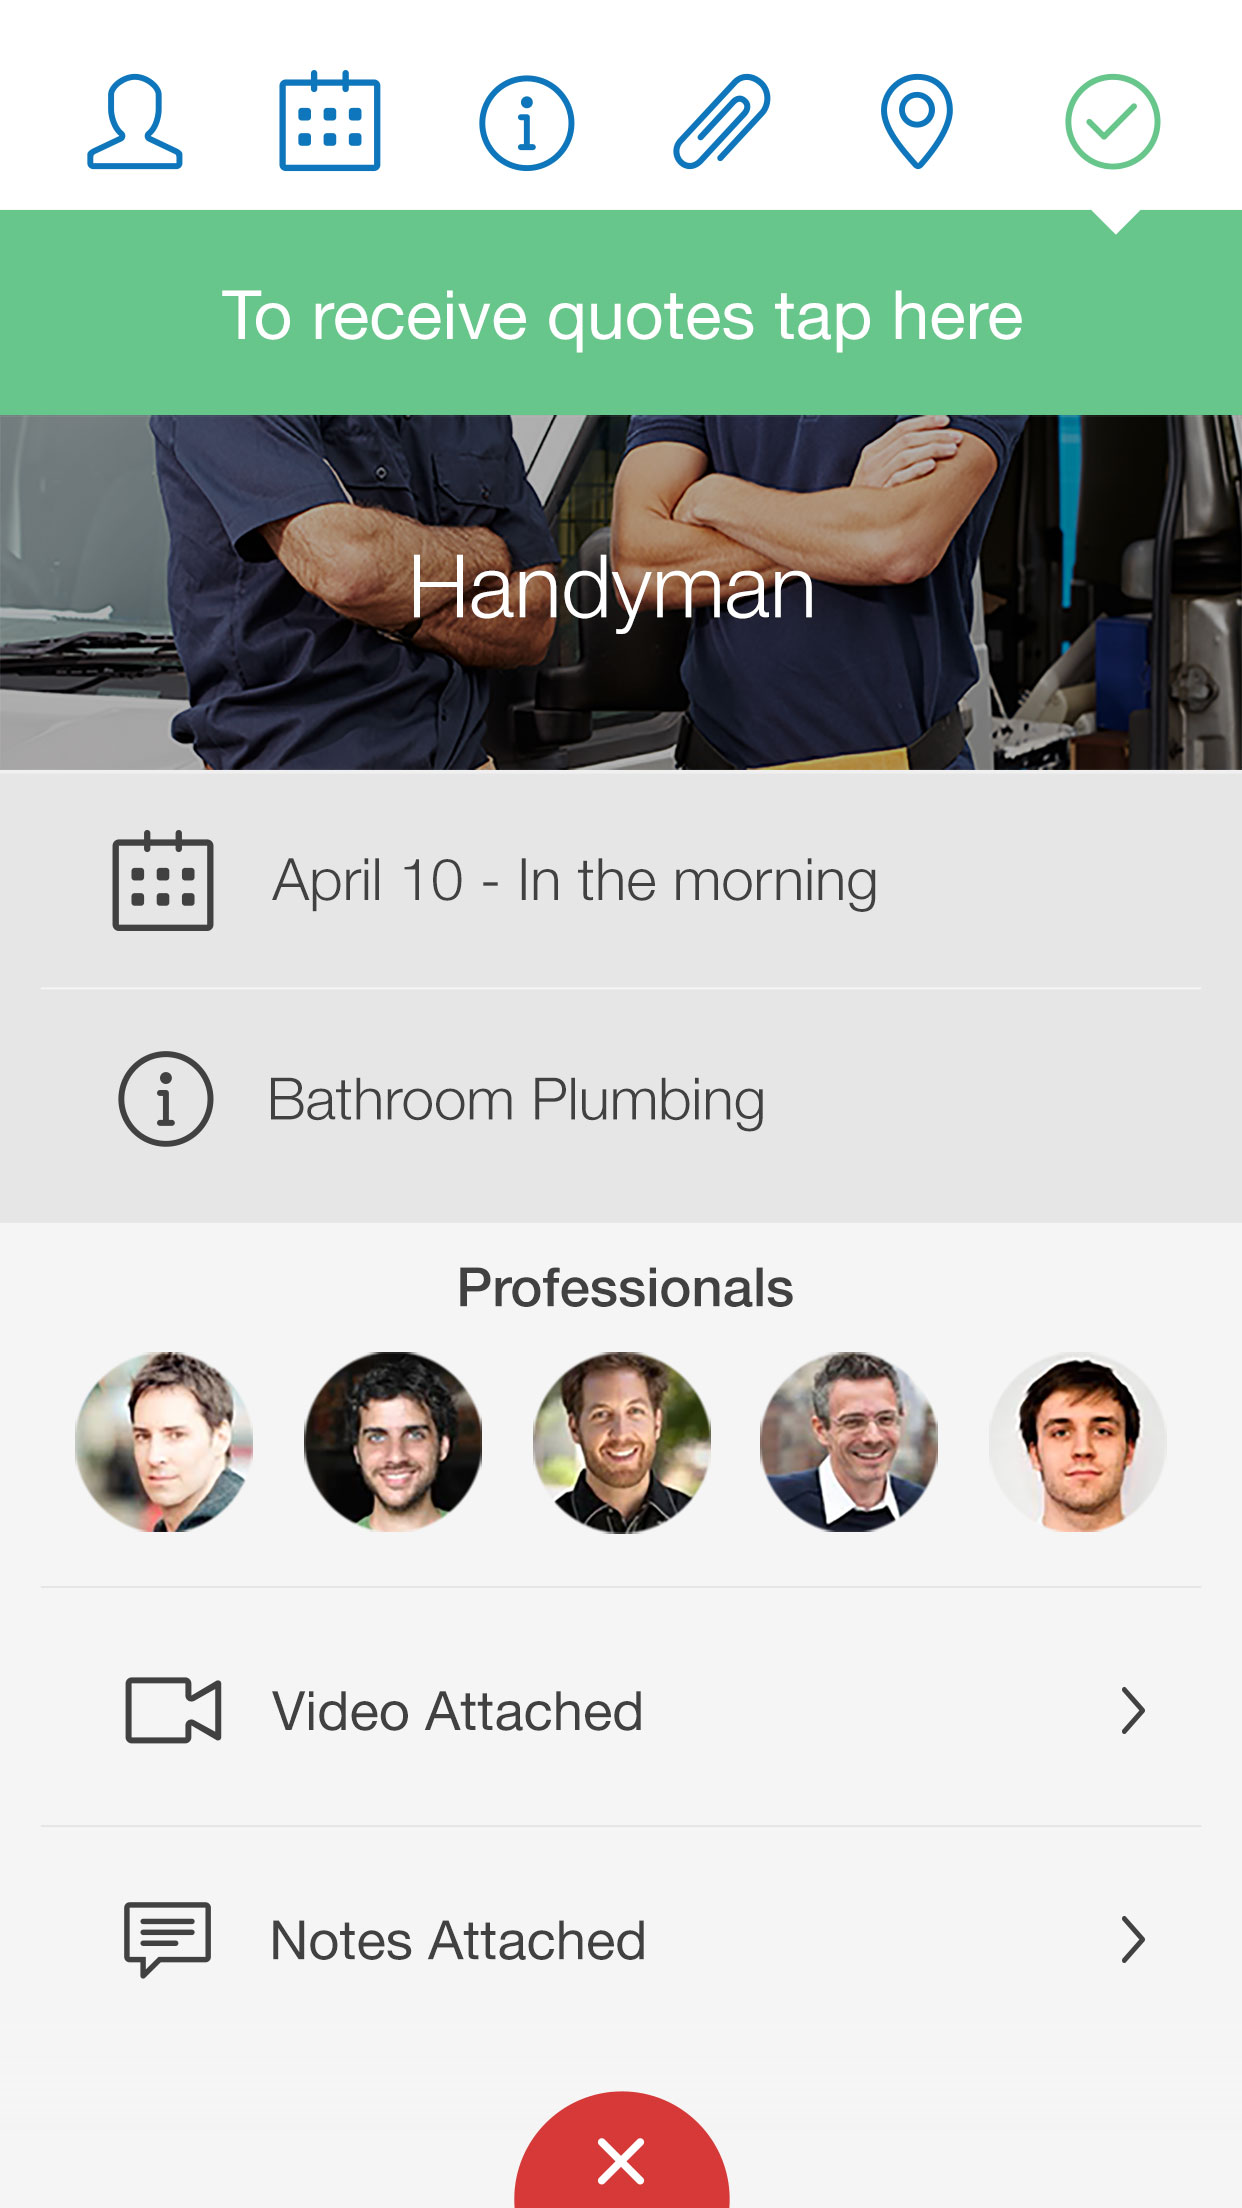 To receive quotes tap here
Handyman
April 10 - In the morning
Bathroom Plumbing
Professionals
Video Attached
Notes Attached